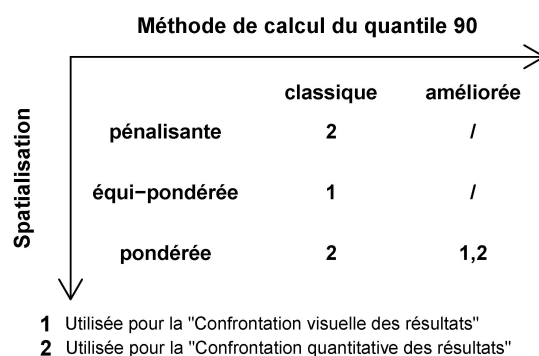 Méthode de calcul du quantile 90
Spatialisation
classique améliorée
pénalisante 2 /
équi−pondérée 1 /
pondérée 2 1,2
1 Utilisée pour la "Confrontation visuelle des résultats"
2 Utilisée pour la "Confrontation quantitative des résultats"